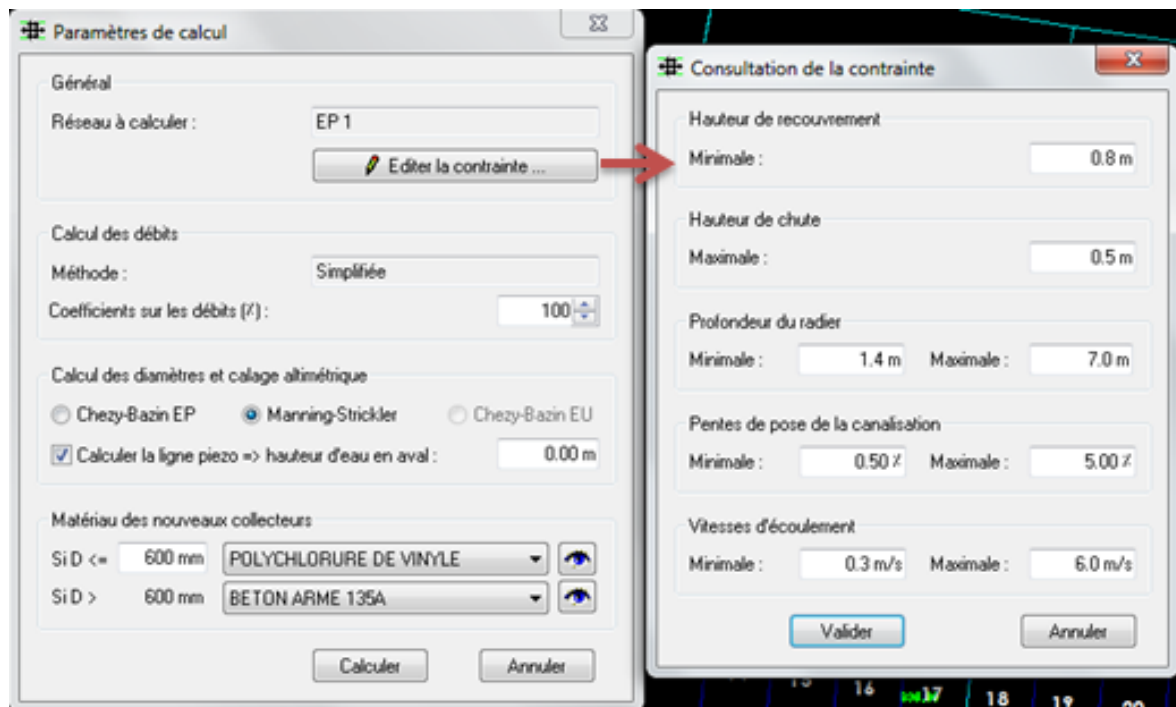 Paramètres de calcul
Général
Réseau à calculer :
EP 1
Editer la contrainte ...
Calcul des débits
Méthode :
Simplifiée
Coefficients sur les débits (%) :
100
Calcul des diamètres et calage altimétrique
Chezy-Bazin EP
Manning-Strickler
Chezy-Bazin EU
Calculer la ligne piezo => hauteur d'eau en aval :
0.00 m
Matériau des nouveaux collecteurs
Si D <=
600 mm
POLYCHLORURE DE VINYLE
Si D >
600 mm
BETON ARME 135A
Calculer
Annuler
Consultation de la contrainte
Hauteur de recouvrement
Minimale :
0.8 m
Hauteur de chute
Maximale :
0.5 m
Profondeur du radier
Minimale :
1.4 m
Maximale :
7.0 m
Pentes de pose de la canalisation
Minimale :
0.50 %
Maximale :
5.00 %
Vitesses d'écoulement
Minimale :
0.3 m/s
Maximale :
6.0 m/s
Valider
Annuler
15
16
17
18
19